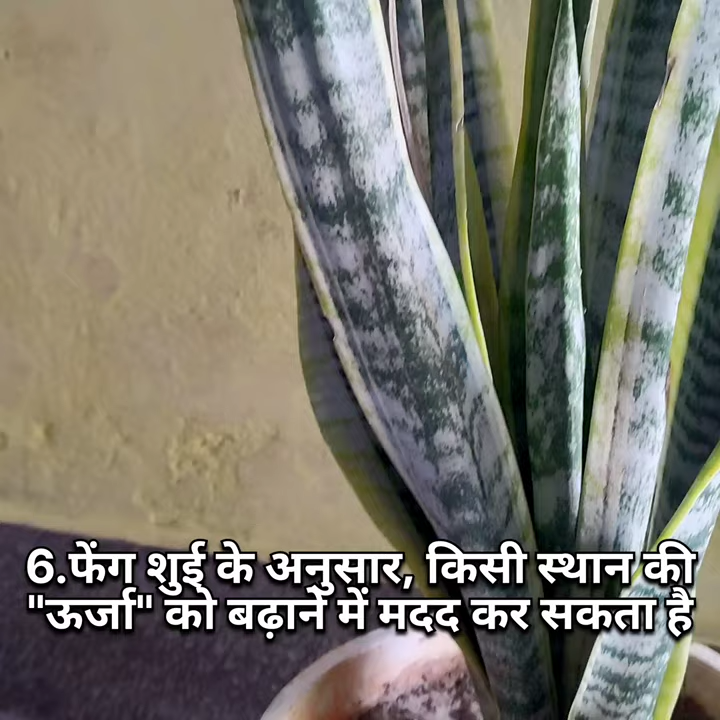 6.फेंग शुई के अनुसार, किसी स्थान की
"ऊर्जा" को बढ़ाने में मदद कर सकता है